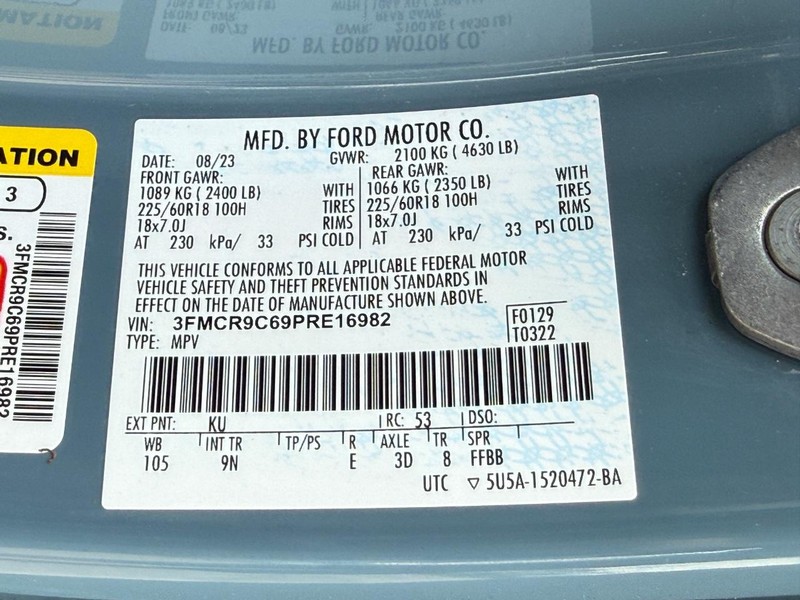 MFD. BY FORD MOTOR CO.
DATE: 08/23 GVWR: 2100 KG ( 4630 LB)
FRONT GAWR: REAR GAWR:
1089 KG ( 2400 LB) WITH 1066 KG ( 2350 LB) WITH
225/60R18 100H TIRES 225/60R18 100H TIRES
18x7.0J RIMS 18x7.0J RIMS
AT 230 kPa/ 33 PSI COLD AT 230 kPa/ 33 PSI COLD
THIS VEHICLE CONFORMS TO ALL APPLICABLE FEDERAL MOTOR
VEHICLE SAFETY AND THEFT PREVENTION STANDARDS IN
EFFECT ON THE DATE OF MANUFACTURE SHOWN ABOVE.
VIN: 3FMCR9C69PRE16982 F0129
TYPE: MPV T0322
EXT PNT: KU RC: 53 DSO:
WB INT TR TP/PS R AXLE TR SPR
105 9N E 3D 8 FFBB
UTC ▽ 5U5A-1520472-BA
ATION
3
S.
3FMCR9C69PRE16982